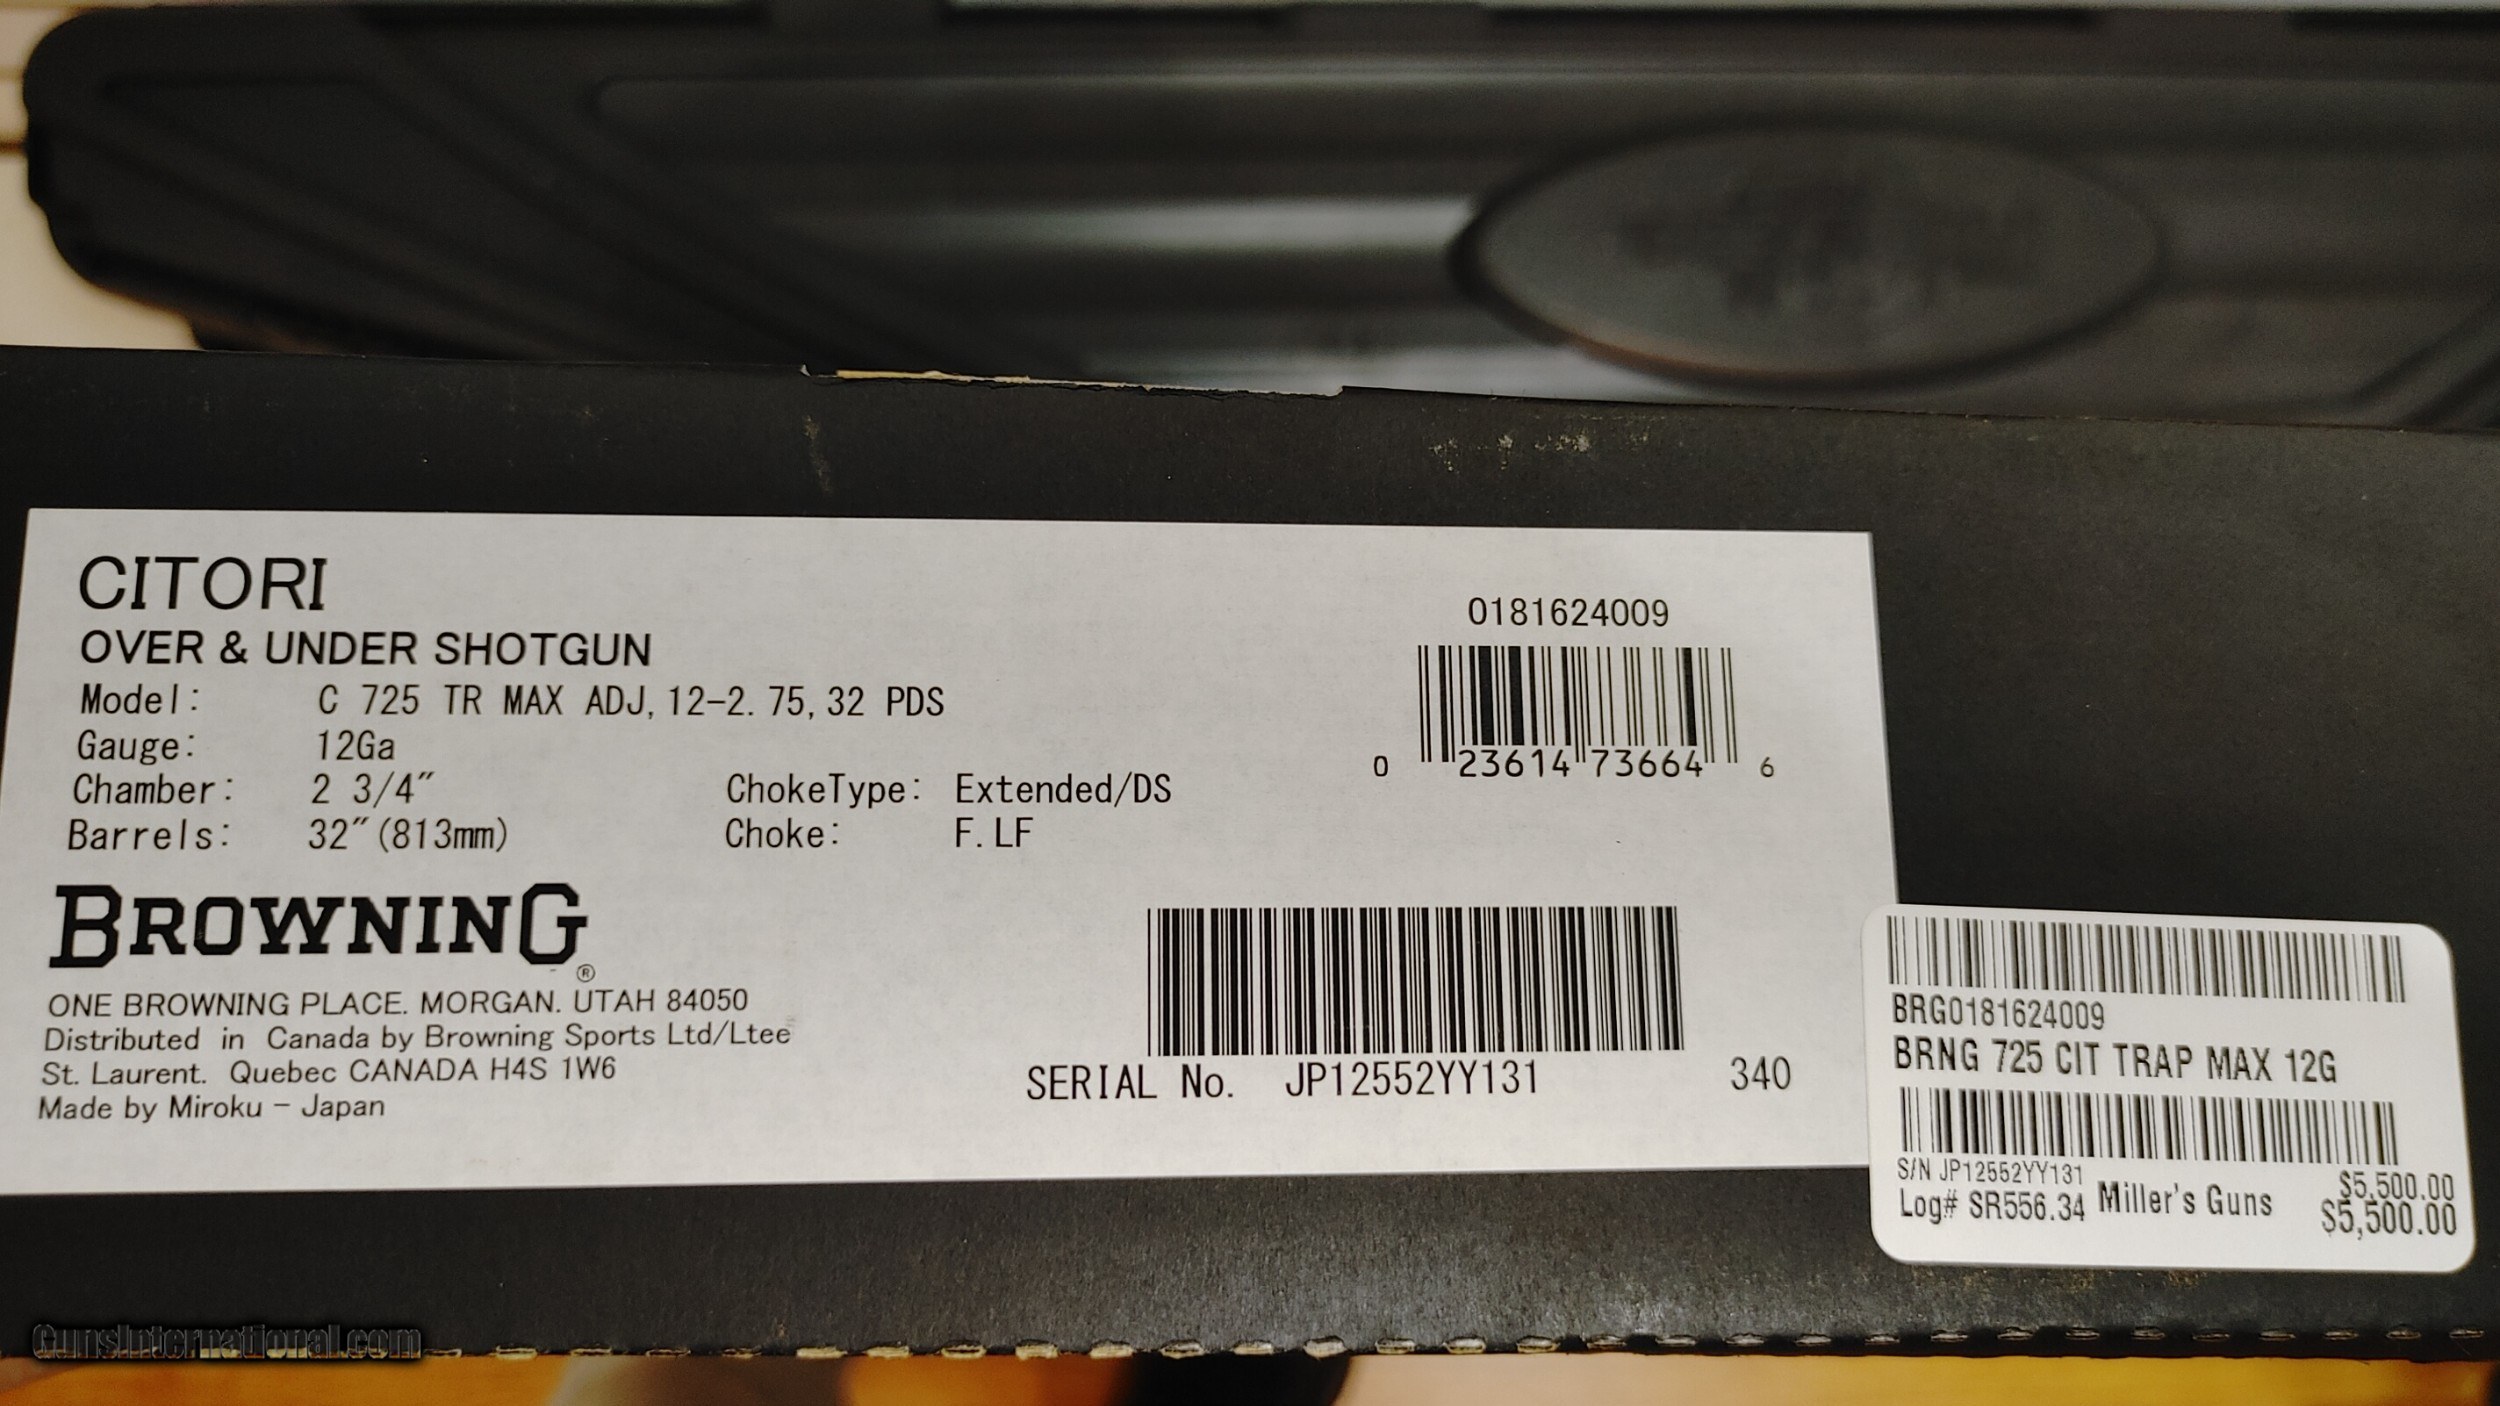 CITORI
OVER & UNDER SHOTGUN
Model: C 725 TR MAX ADJ, 12-2.75, 32 PDS
Gauge: 12Ga
Chamber: 2 3/4" ChokeType: Extended/DS
Barrels: 32"(813mm) Choke: F.LF
0181624009
0 23614 73664 6
BROWNING®
ONE BROWNING PLACE. MORGAN. UTAH 84050
Distributed in Canada by Browning Sports Ltd/Ltee
St. Laurent. Quebec CANADA H4S 1W6
Made by Miroku - Japan
SERIAL No. JP12552YY131 340
BRG0181624009
BRNG 725 CIT TRAP MAX 12G
S/N JP12552YY131 $5,500.00
Log# SR556.34 Miller's Guns $5,500.00
GunsInternational.com